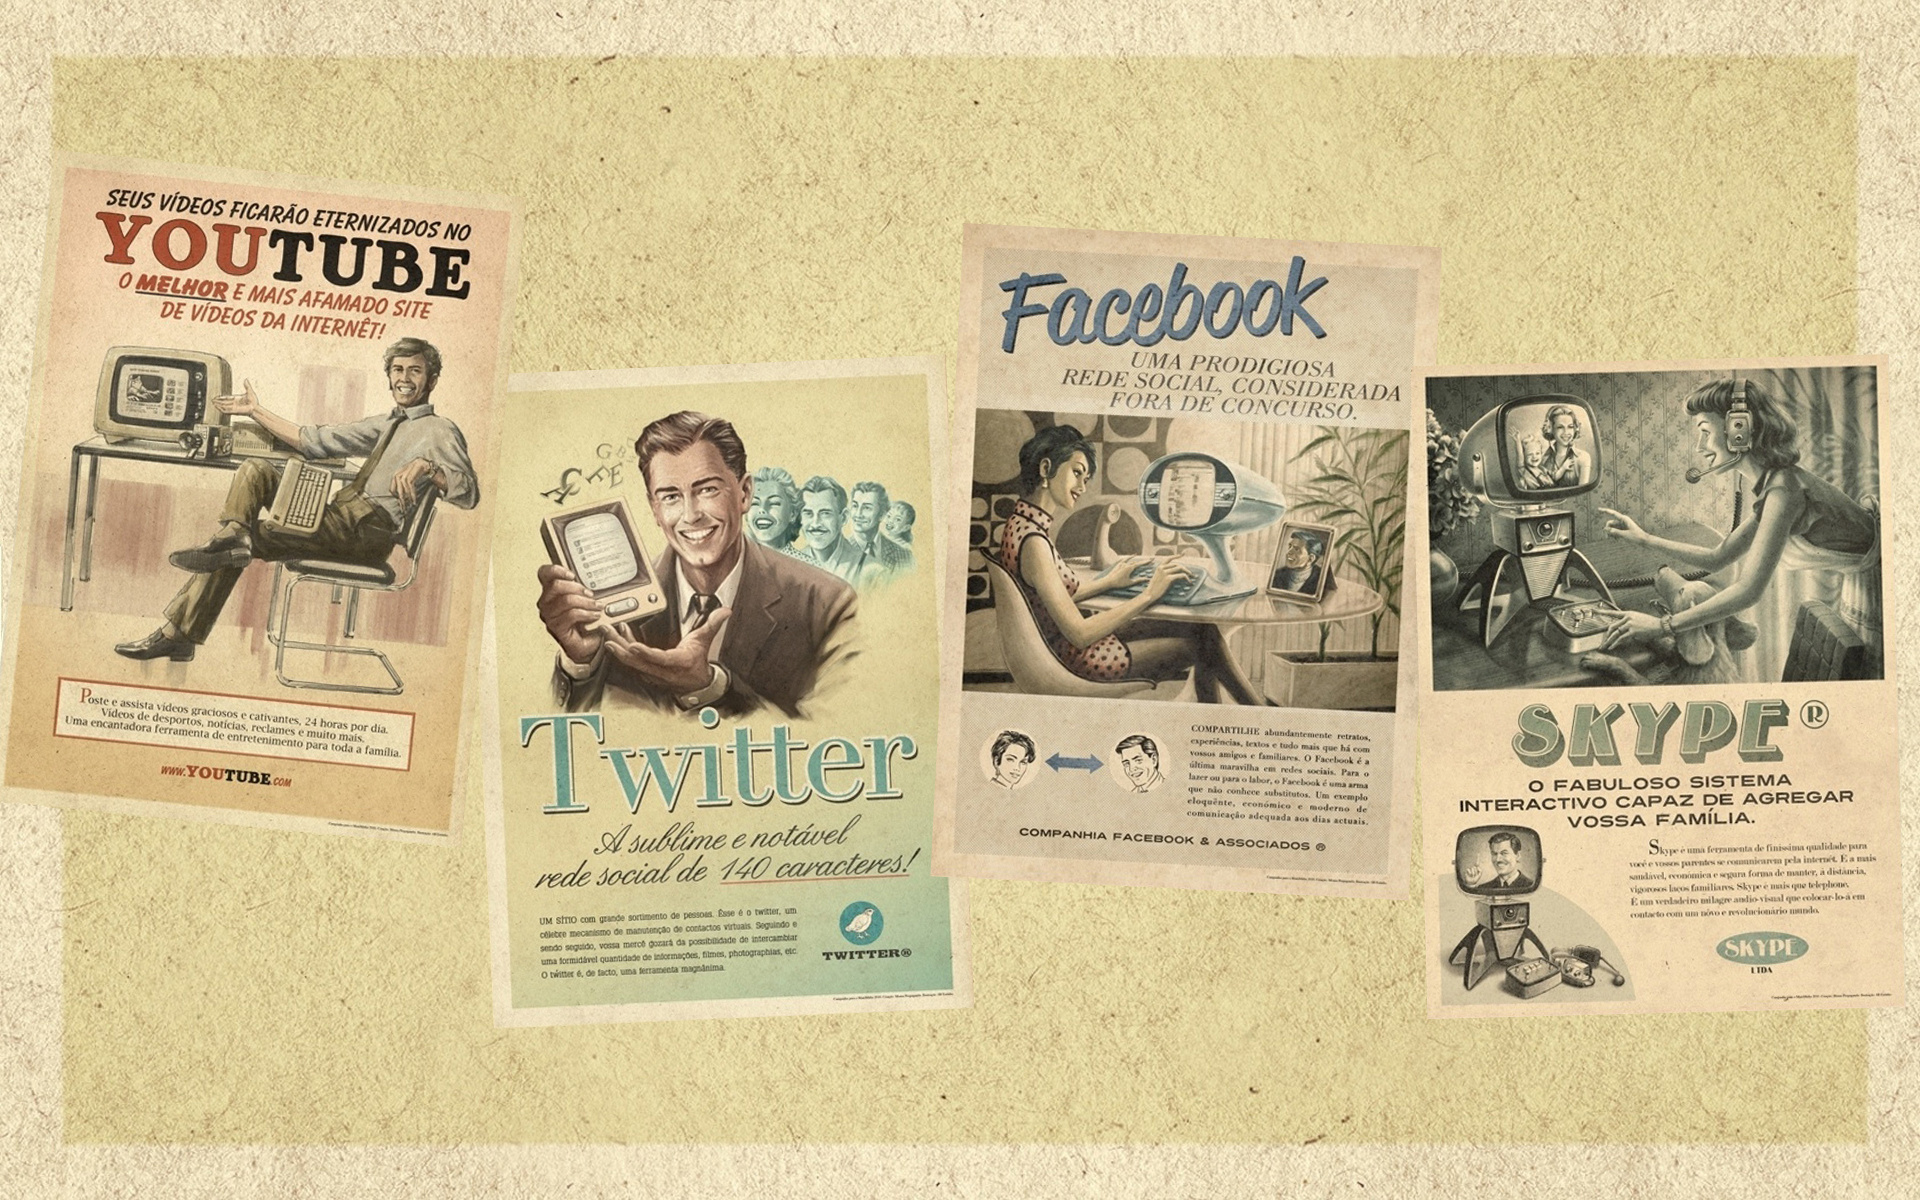 SEUS VÍDEOS FICARÃO ETERNIZADOS NO
YOUTUBE
O MELHOR E MAIS AFAMADO SITE
DE VÍDEOS DA INTERNÊT!
Poste e assista vídeos graciosos e cativantes, 24 horas por dia.
Vídeos de desportos, notícias, reclames e muito mais.
Uma encantadora ferramenta de entretenimento para toda a família.
WWW.YOUTUBE.COM
Twitter
A sublime e notável
rede social de 140 caracteres!
UM SÍTIO com grande sortimento de pessoas. Êsse é o twitter, um
célebre mecanismo de manutenção de contactos virtuais. Seguindo e
sendo seguido, vossa mercê gozará da possibilidade de intercambiar
uma formidável quantidade de informações, filmes, photographias, etc.
O twitter é, de facto, uma ferramenta magnânima.
TWITTER®
Facebook
UMA PRODIGIOSA
REDE SOCIAL, CONSIDERADA
FORA DE CONCURSO.
COMPARTILHE abundantemente retratos,
experiências, textos e tudo mais que há com
vossos amigos e familiares. O Facebook é a
última maravilha em redes sociais. Para o
lazer ou para o labor, o Facebook é uma arma
que não conhece substitutos. Um exemplo
eloqüente, económico e moderno de
comunicação adequada aos dias actuais.
COMPANHIA FACEBOOK & ASSOCIADOS ®
SKYPE®
O FABULOSO SISTEMA
INTERACTIVO CAPAZ DE AGREGAR
VOSSA FAMÍLIA.
Skype é uma ferramenta de finíssima qualidade para
você e vossos parentes se comunicarem pela internêt. E a mais
saudável, econômica e segura forma de manter, à distância,
vigorosos laços familiares. Skype é mais que telephone.
É um verdadeiro milagre audio-visual que colocar-lo-á em
contacto com um nôvo e revolucionário mundo.
SKYPE
LTDA